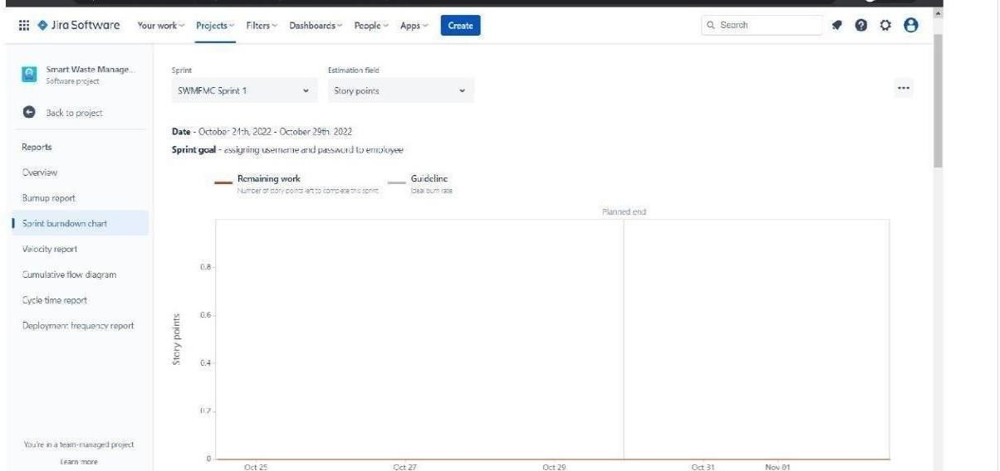 Jira Software Your work Projects Filters Dashboards People Apps Create Search
Smart Waste Manage...
Software project
Back to project
Reports
Overview
Burnup report
Sprint burndown chart
Velocity report
Cumulative flow diagram
Cycle time report
Deployment frequency report
You're in a team-managed project
Learn more
Sprint
SWMFMC Sprint 1
Estimation field
Story points
Date - October 24th, 2022 - October 29th, 2022
Sprint goal - assigning username and password to employee
Remaining work
Number of story points left to complete this sprint
Guideline
Ideal burn rate
Planned end
Story points
0.8
0.6
0.4
0.2
0
Oct 25 Oct 27 Oct 29 Oct 31 Nov 01